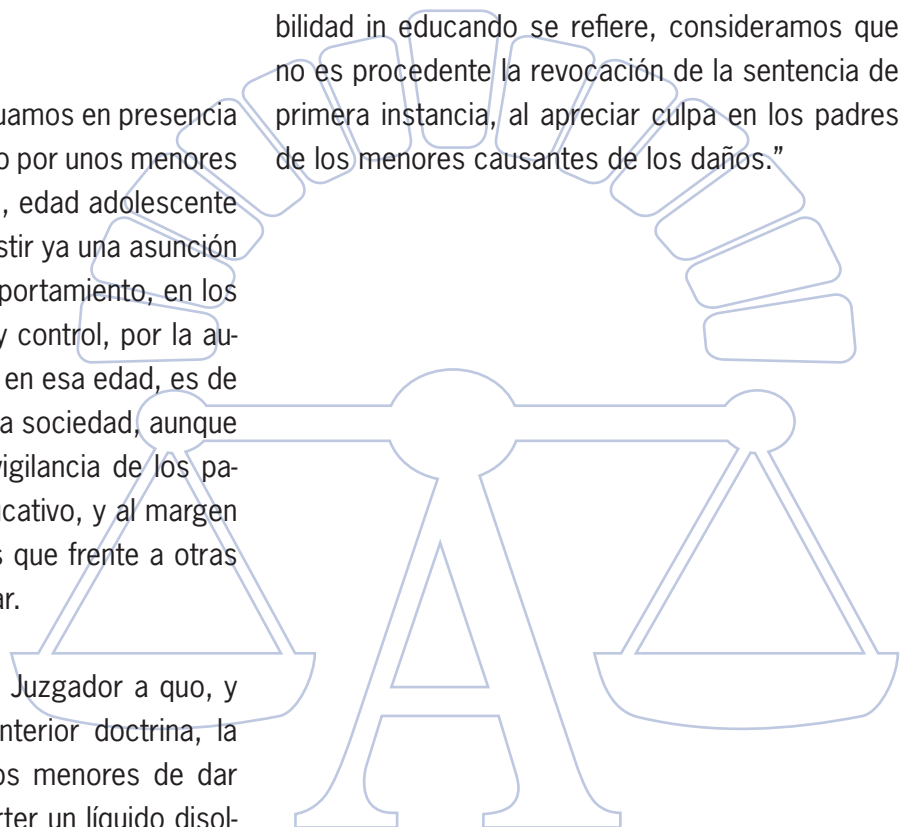 uamos en presencia
o por unos menores
, edad adolescente
stir ya una asunción
portamiento, en los
y control, por la au-
en esa edad, es de
a sociedad, aunque
vigilancia de los pa-
cativo, y al margen
s que frente a otras
ar.
Juzgador a quo, y
nterior doctrina, la
os menores de dar
rter un líquido disol-
bilidad in educando se refiere, consideramos que
no es procedente la revocación de la sentencia de
primera instancia, al apreciar culpa en los padres
de los menores causantes de los daños.”